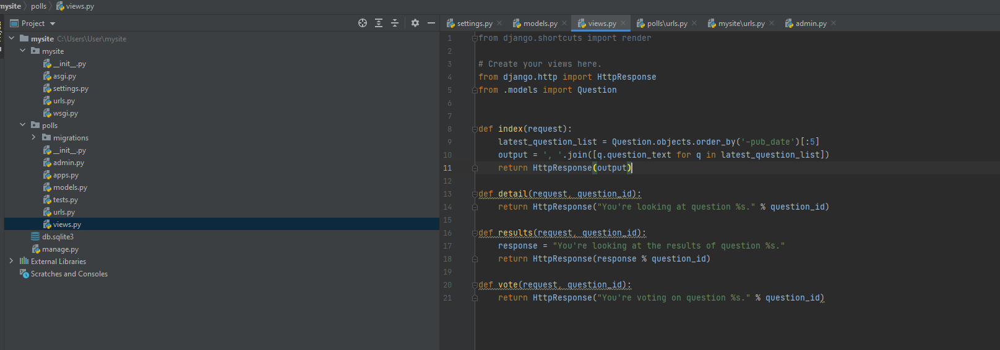 mysite polls views.py
Project
settings.py models.py views.py polls\urls.py mysite\urls.py admin.py
mysite C:\Users\User\mysite
mysite
__init__.py
asgi.py
settings.py
urls.py
wsgi.py
polls
migrations
__init__.py
admin.py
apps.py
models.py
tests.py
urls.py
views.py
db.sqlite3
manage.py
External Libraries
Scratches and Consoles
1 from django.shortcuts import render
2
3 # Create your views here.
4 from django.http import HttpResponse
5 from .models import Question
6
7
8 def index(request):
9 latest_question_list = Question.objects.order_by('-pub_date')[:5]
10 output = ', '.join([q.question_text for q in latest_question_list])
11 return HttpResponse(output)
12
13 def detail(request, question_id):
14 return HttpResponse("You're looking at question %s." % question_id)
15
16 def results(request, question_id):
17 response = "You're looking at the results of question %s."
18 return HttpResponse(response % question_id)
19
20 def vote(request, question_id):
21 return HttpResponse("You're voting on question %s." % question_id)